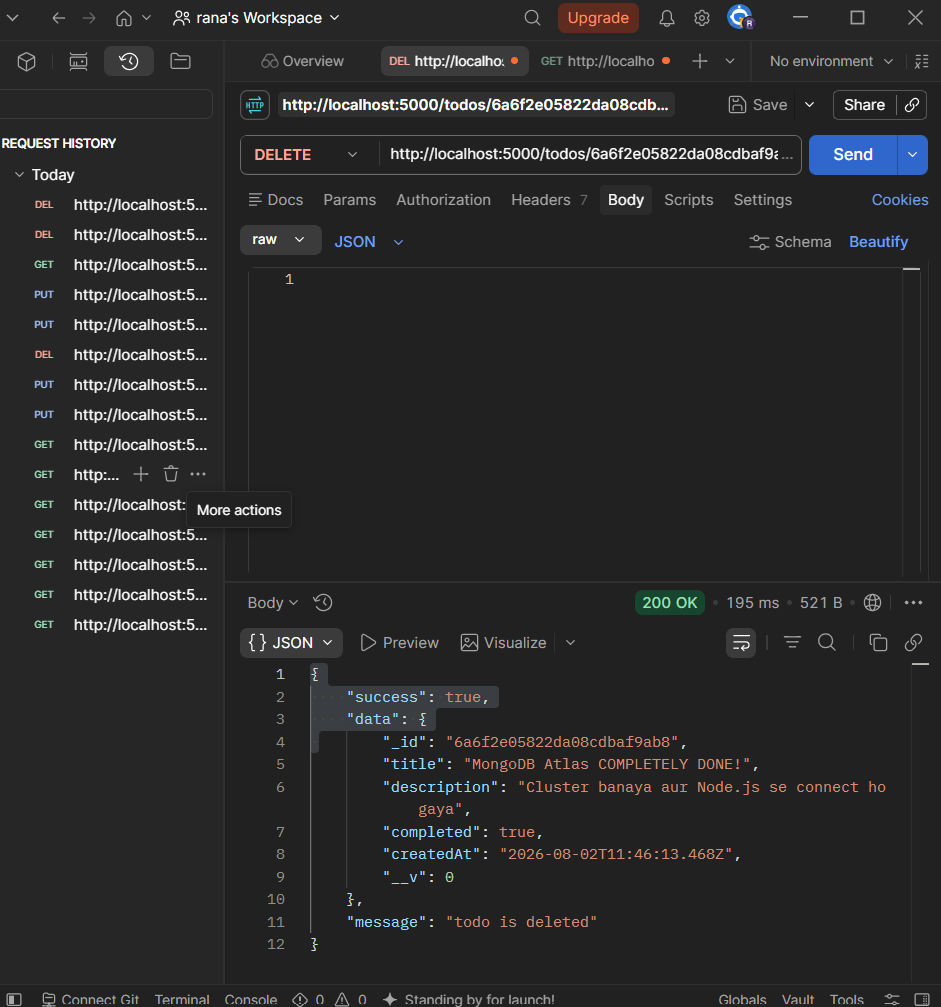 rana's Workspace
Upgrade
R
Overview
DEL http://localhos
GET http://localho
No environment
HTTP
http://localhost:5000/todos/6a6f2e05822da08cdb...
Save
Share
REQUEST HISTORY
DELETE
http://localhost:5000/todos/6a6f2e05822da08cdbaf9a...
Send
Today
Docs
Params
Authorization
Headers 7
Body
Scripts
Settings
Cookies
DEL http://localhost:5...
DEL http://localhost:5...
GET http://localhost:5...
PUT http://localhost:5...
PUT http://localhost:5...
DEL http://localhost:5...
PUT http://localhost:5...
PUT http://localhost:5...
GET http://localhost:5...
GET http:...
GET http://localhost:
More actions
GET http://localhost:5...
GET http://localhost:5...
GET http://localhost:5...
GET http://localhost:5...
raw
JSON
Schema
Beautify
1
Body
200 OK
195 ms
521 B
{} JSON
Preview
Visualize
1 {
2 "success": true,
3 "data": {
4 "_id": "6a6f2e05822da08cdbaf9ab8",
5 "title": "MongoDB Atlas COMPLETELY DONE!",
6 "description": "Cluster banaya aur Node.js se connect ho
gaya",
7 "completed": true,
8 "createdAt": "2026-08-02T11:46:13.468Z",
9 "__v": 0
10 },
11 "message": "todo is deleted"
12 }
Connect Git
Terminal
Console
0
0
Standing by for launch!
Globals
Vault
Tools